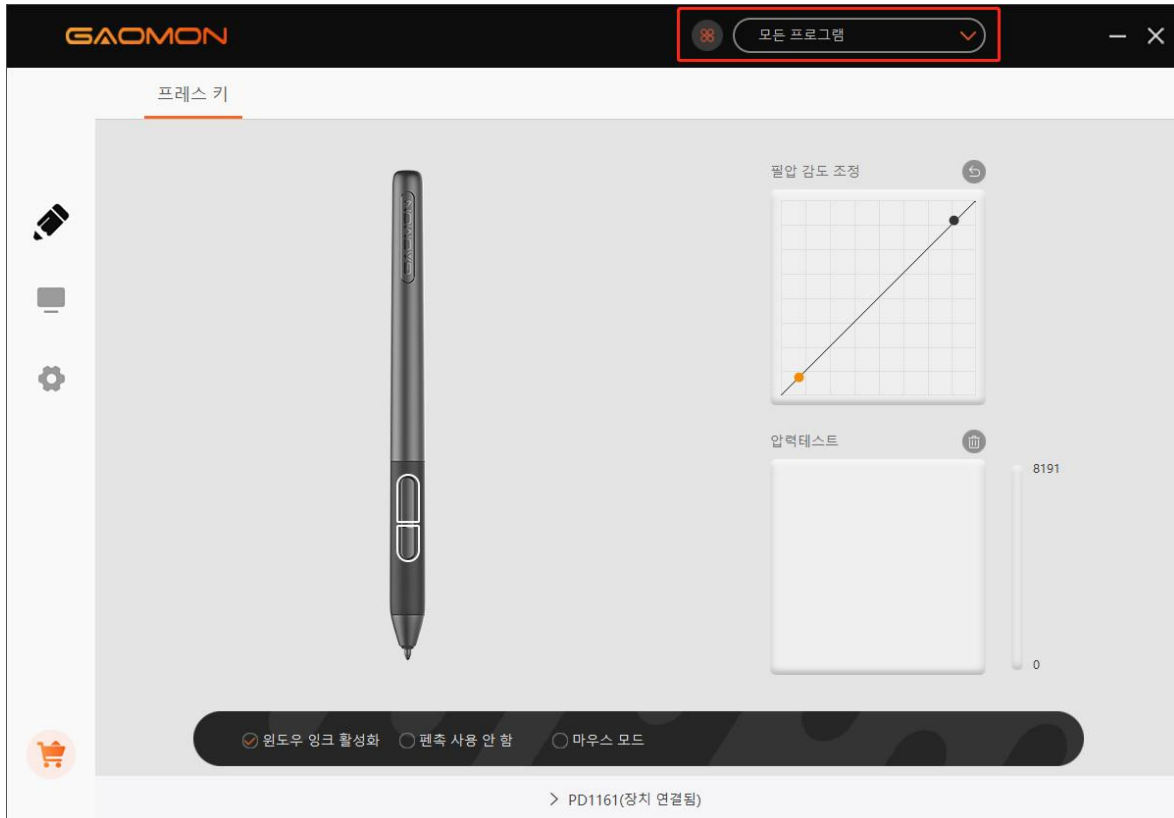 GAOMON
모든 프로그램
프레스 키
필압 감도 조정
GAOMON
압력테스트
8191
0
윈도우 잉크 활성화
펜촉 사용 안 함
마우스 모드
PD1161(장치 연결됨)